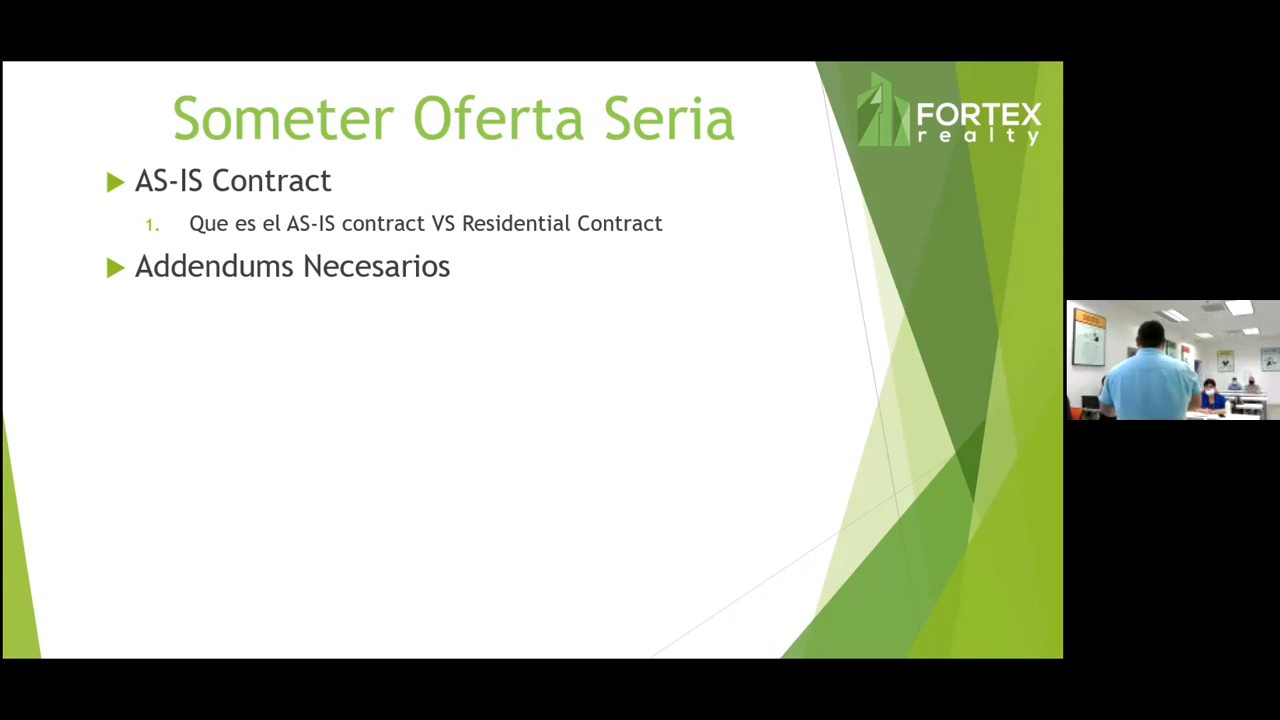 Someter Oferta Seria
FORTEX
realty
AS-IS Contract
1. Que es el AS-IS contract VS Residential Contract
Addendums Necesarios